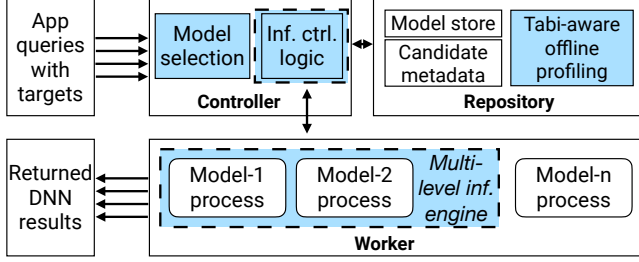 App
queries
with
targets
Model
selection
Inf. ctrl.
logic
Controller
Model store
Candidate
metadata
Tabi-aware
offline
profiling
Repository
Returned
DNN
results
Model-1
process
Model-2
process
Multi-
level inf.
engine
Model-n
process
Worker